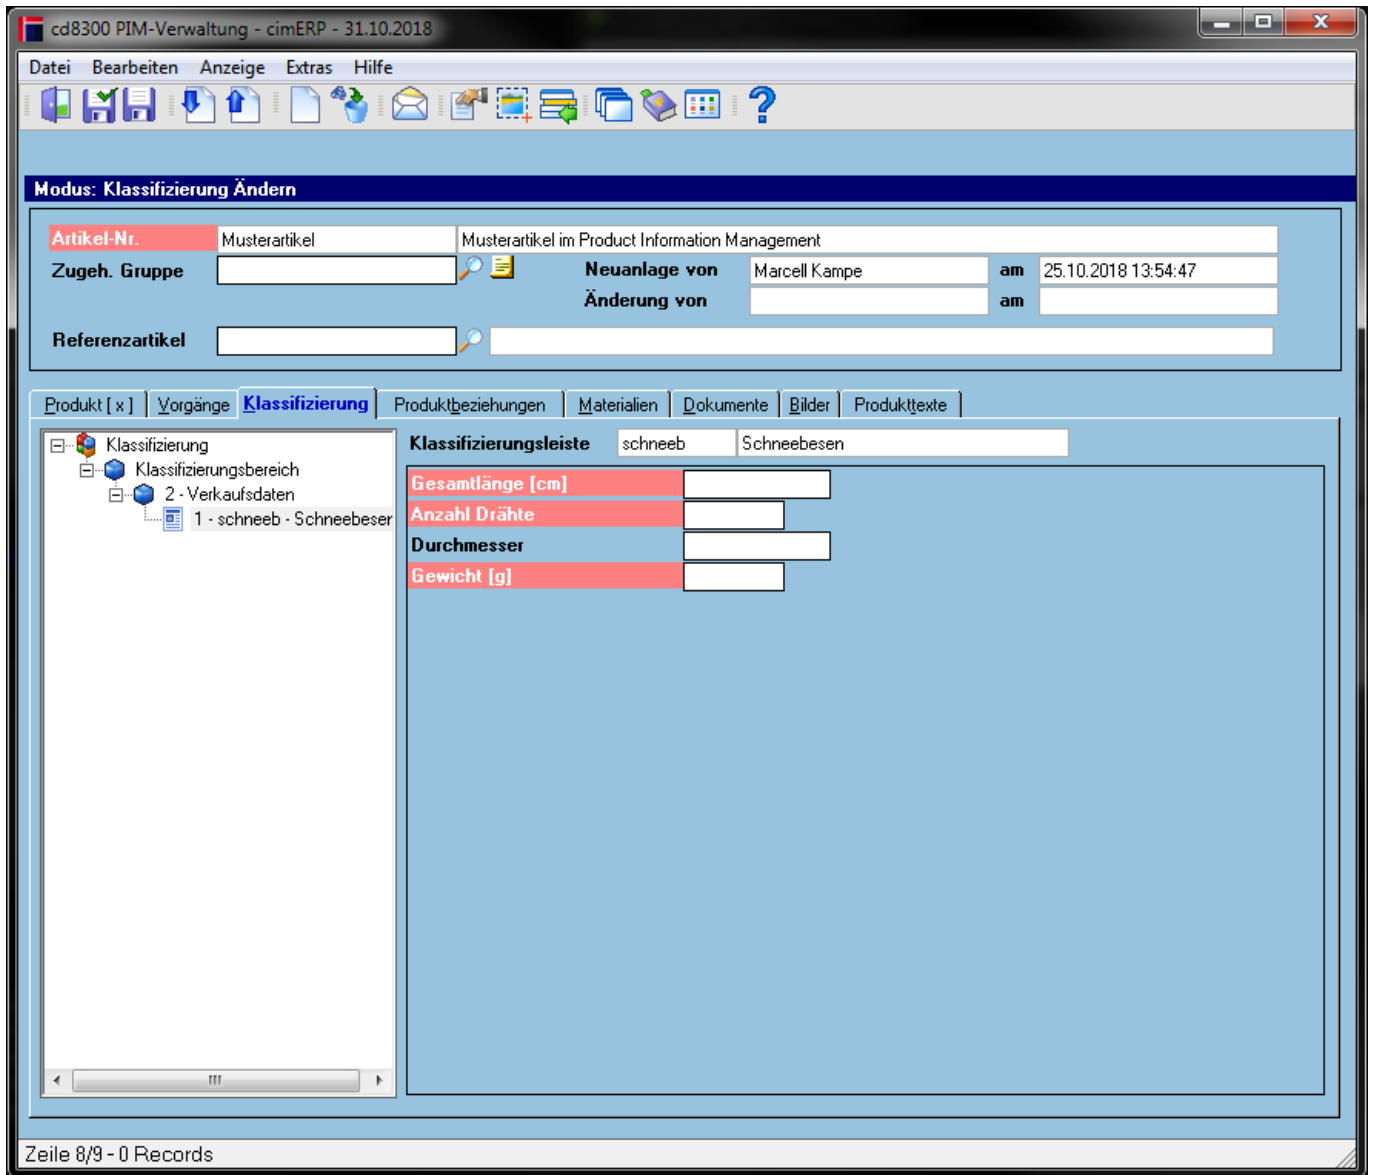 cd8300 PIM-Verwaltung - cimERP - 31.10.2018
Datei Bearbeiten Anzeige Extras Hilfe
Modus: Klassifizierung Ändern
Artikel-Nr. Musterartikel Musterartikel im Product Information Management
Zugeh. Gruppe Neuanlage von Marcell Kampe am 25.10.2018 13:54:47
Änderung von am
Referenzartikel
Produkt [ x ] Vorgänge Klassifizierung Produktbeziehungen Materialien Dokumente Bilder Produkttexte
Klassifizierung
Klassifizierungsbereich
2 - Verkaufsdaten
1 - schneeb - Schneebeser
Klassifizierungsleiste schneeb Schneebesen
Gesamtlänge [cm]
Anzahl Drähte
Durchmesser
Gewicht [g]
Zeile 8/9 - 0 Records